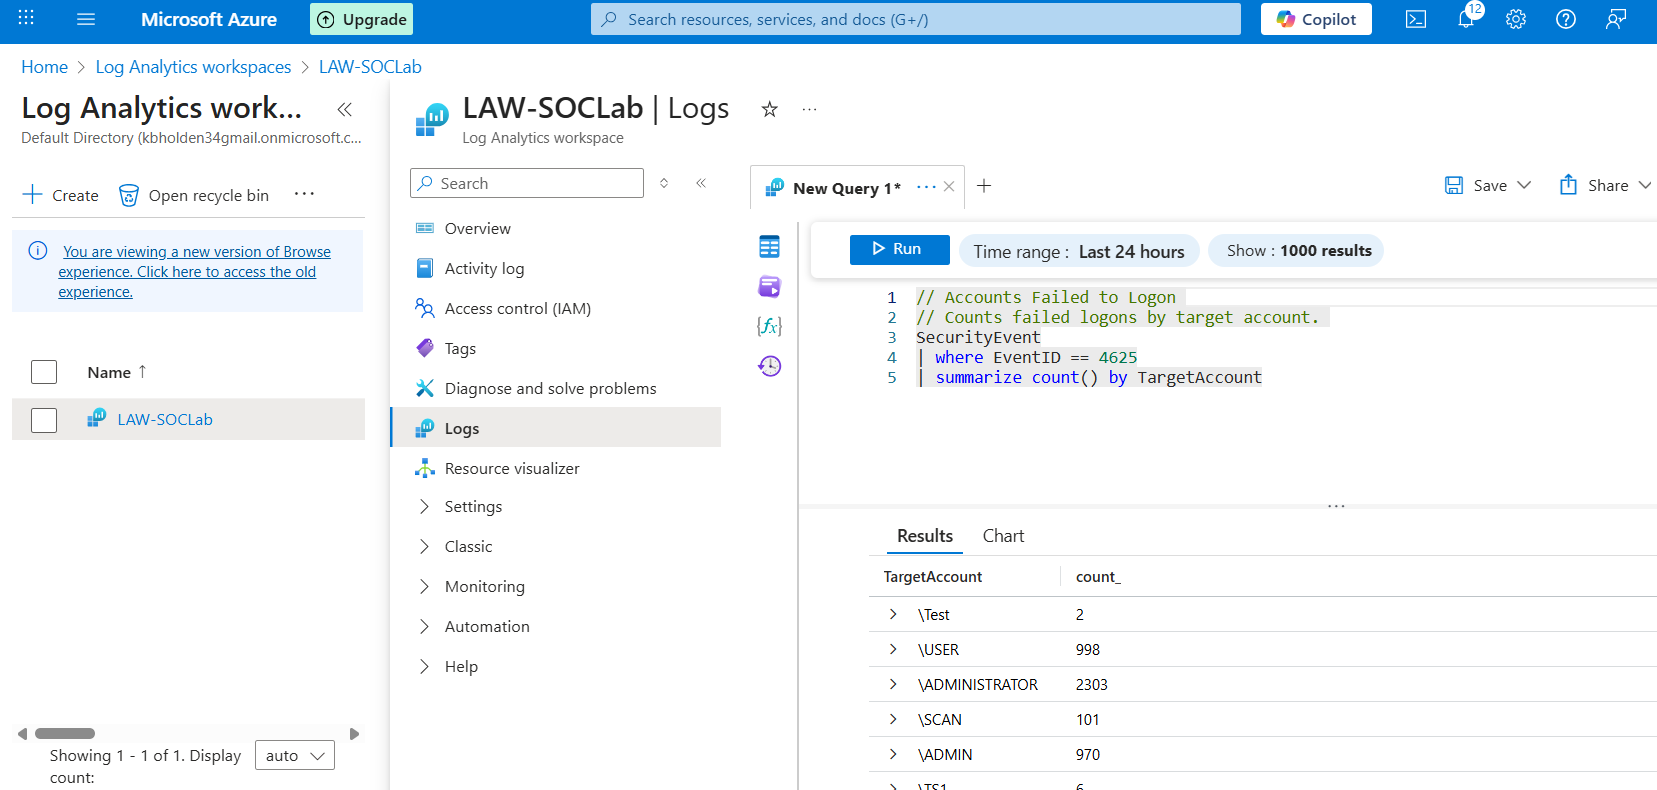 Microsoft Azure
Upgrade
Search resources, services, and docs (G+/)
Copilot
12
Home > Log Analytics workspaces > LAW-SOCLab
Log Analytics work...
Default Directory (kbholden34gmail.onmicrosoft.c...
+ Create
Open recycle bin
You are viewing a new version of Browse
experience. Click here to access the old
experience.
Name ↑
LAW-SOCLab
Showing 1 - 1 of 1. Display
count:
auto
LAW-SOCLab | Logs
Log Analytics workspace
Search
Overview
Activity log
Access control (IAM)
Tags
Diagnose and solve problems
Logs
Resource visualizer
Settings
Classic
Monitoring
Automation
Help
New Query 1*
Save
Share
Run
Time range : Last 24 hours
Show : 1000 results
{fx}
1 // Accounts Failed to Logon
2 // Counts failed logons by target account.
3 SecurityEvent
4 | where EventID == 4625
5 | summarize count() by TargetAccount
Results
Chart
TargetAccount count_
\Test 2
\USER 998
\ADMINISTRATOR 2303
\SCAN 101
\ADMIN 970
\TS1 6